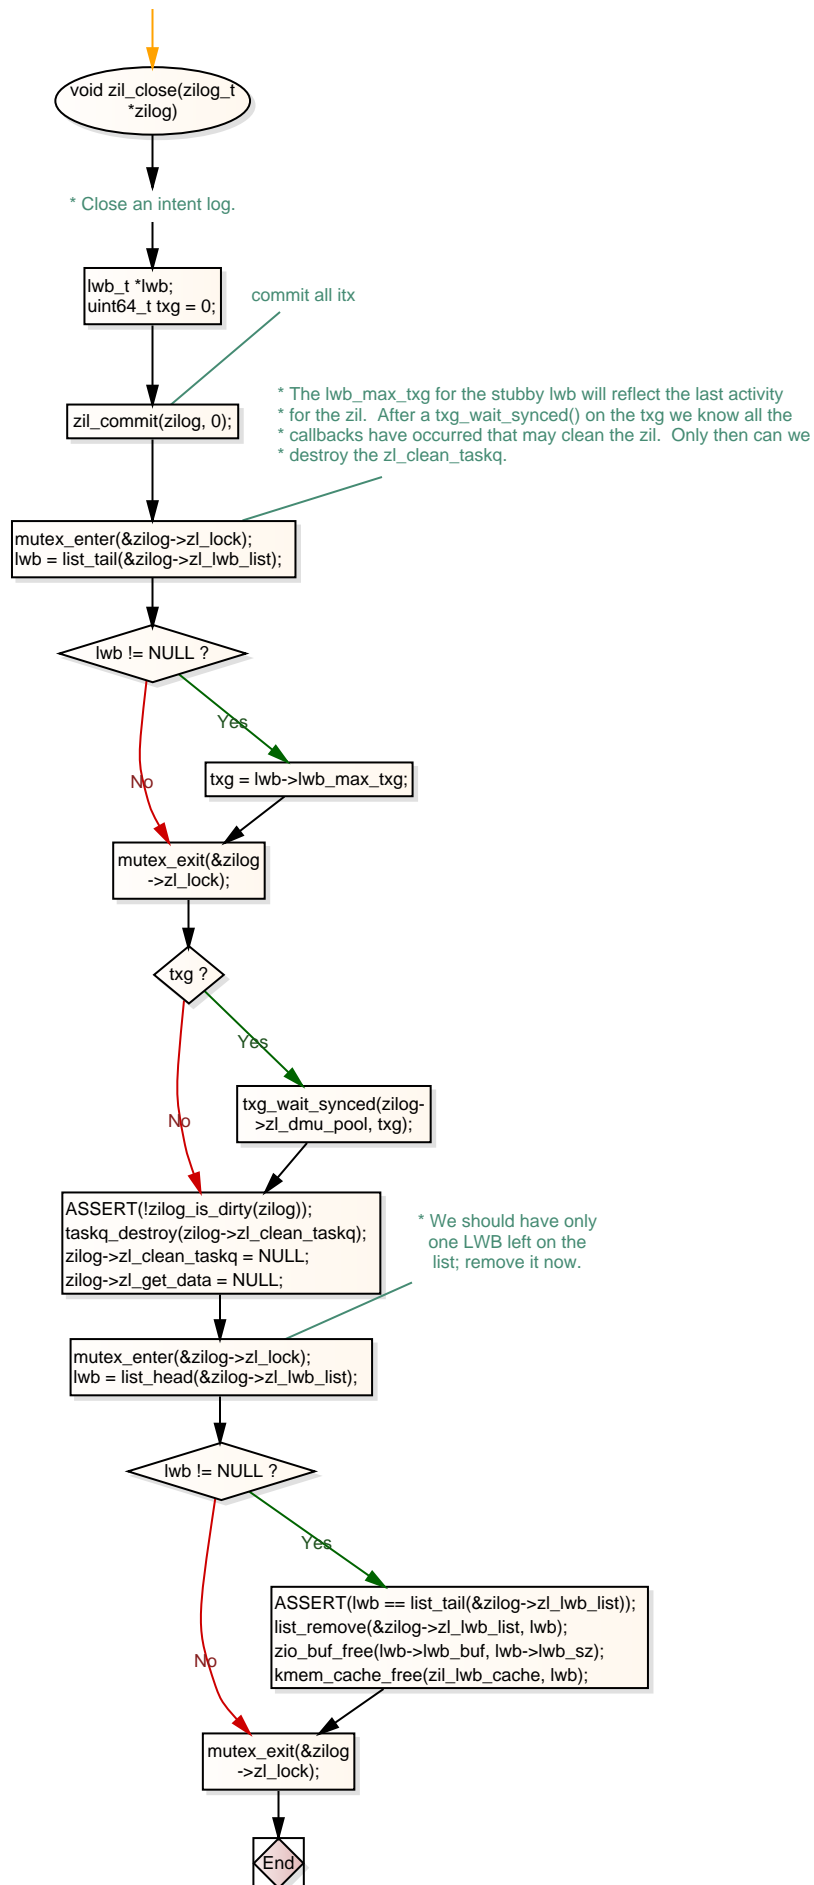 void zil_close(zilog_t
*zilog)
* Close an intent log.
lwb_t *lwb;
uint64_t txg = 0;
commit all itx
zil_commit(zilog, 0);
* The lwb_max_txg for the stubby lwb will reflect the last activity
* for the zil.  After a txg_wait_synced() on the txg we know all the
* callbacks have occurred that may clean the zil.  Only then can we
* destroy the zl_clean_taskq.
mutex_enter(&zilog->zl_lock);
lwb = list_tail(&zilog->zl_lwb_list);
lwb != NULL ?
Yes
No
txg = lwb->lwb_max_txg;
mutex_exit(&zilog
->zl_lock);
txg ?
Yes
No
txg_wait_synced(zilog-
>zl_dmu_pool, txg);
ASSERT(!zilog_is_dirty(zilog));
taskq_destroy(zilog->zl_clean_taskq);
zilog->zl_clean_taskq = NULL;
zilog->zl_get_data = NULL;
* We should have only
one LWB left on the
list; remove it now.
mutex_enter(&zilog->zl_lock);
lwb = list_head(&zilog->zl_lwb_list);
lwb != NULL ?
Yes
No
ASSERT(lwb == list_tail(&zilog->zl_lwb_list));
list_remove(&zilog->zl_lwb_list, lwb);
zio_buf_free(lwb->lwb_buf, lwb->lwb_sz);
kmem_cache_free(zil_lwb_cache, lwb);
mutex_exit(&zilog
->zl_lock);
End